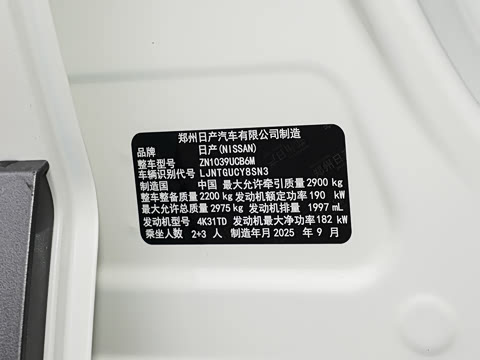 郑州日产汽车有限公司制造
品牌 日产(NISSAN)
整车型号 ZN1039UCB6M
车辆识别代号 LJNTGUCY8SN3
制造国 中国 最大允许牵引质量 2900 kg
整车整备质量 2200 kg 发动机额定功率 190 kW
最大允许总质量 2975 kg 发动机排量 1997 mL
发动机型号 4K31TD 发动机最大净功率 182 kW
乘坐人数 2+3 人 制造年月 2025 年 9 月